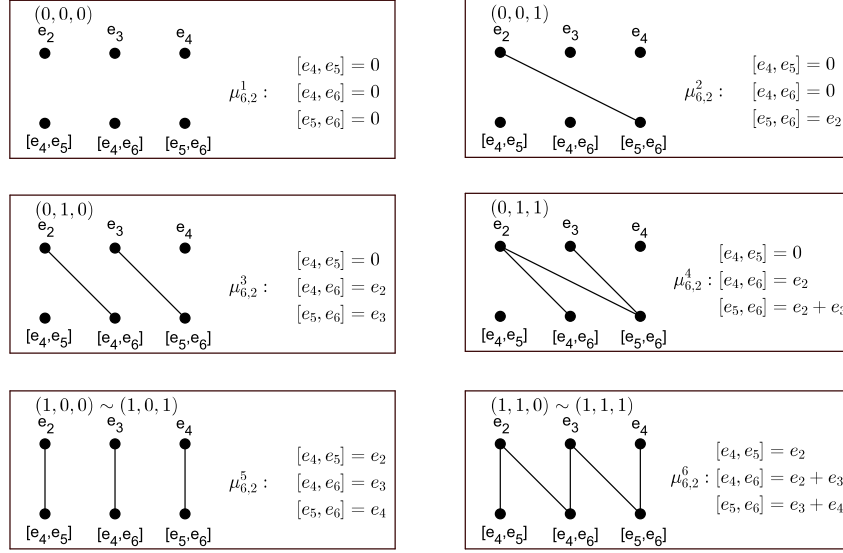 (0, 0, 0)
e2 e3 e4
[e4,e5] [e4,e6] [e5,e6]
μ^1_{6,2} :
[e4, e5] = 0
[e4, e6] = 0
[e5, e6] = 0
(0, 0, 1)
e2 e3 e4
[e4,e5] [e4,e6] [e5,e6]
μ^2_{6,2} :
[e4, e5] = 0
[e4, e6] = 0
[e5, e6] = e2
(0, 1, 0)
e2 e3 e4
[e4,e5] [e4,e6] [e5,e6]
μ^3_{6,2} :
[e4, e5] = 0
[e4, e6] = e2
[e5, e6] = e3
(0, 1, 1)
e2 e3 e4
[e4,e5] [e4,e6] [e5,e6]
μ^4_{6,2} :
[e4, e5] = 0
[e4, e6] = e2
[e5, e6] = e2 + e3
(1, 0, 0) ∼ (1, 0, 1)
e2 e3 e4
[e4,e5] [e4,e6] [e5,e6]
μ^5_{6,2} :
[e4, e5] = e2
[e4, e6] = e3
[e5, e6] = e4
(1, 1, 0) ∼ (1, 1, 1)
e2 e3 e4
[e4,e5] [e4,e6] [e5,e6]
μ^6_{6,2} :
[e4, e5] = e2
[e4, e6] = e2 + e3
[e5, e6] = e3 + e4